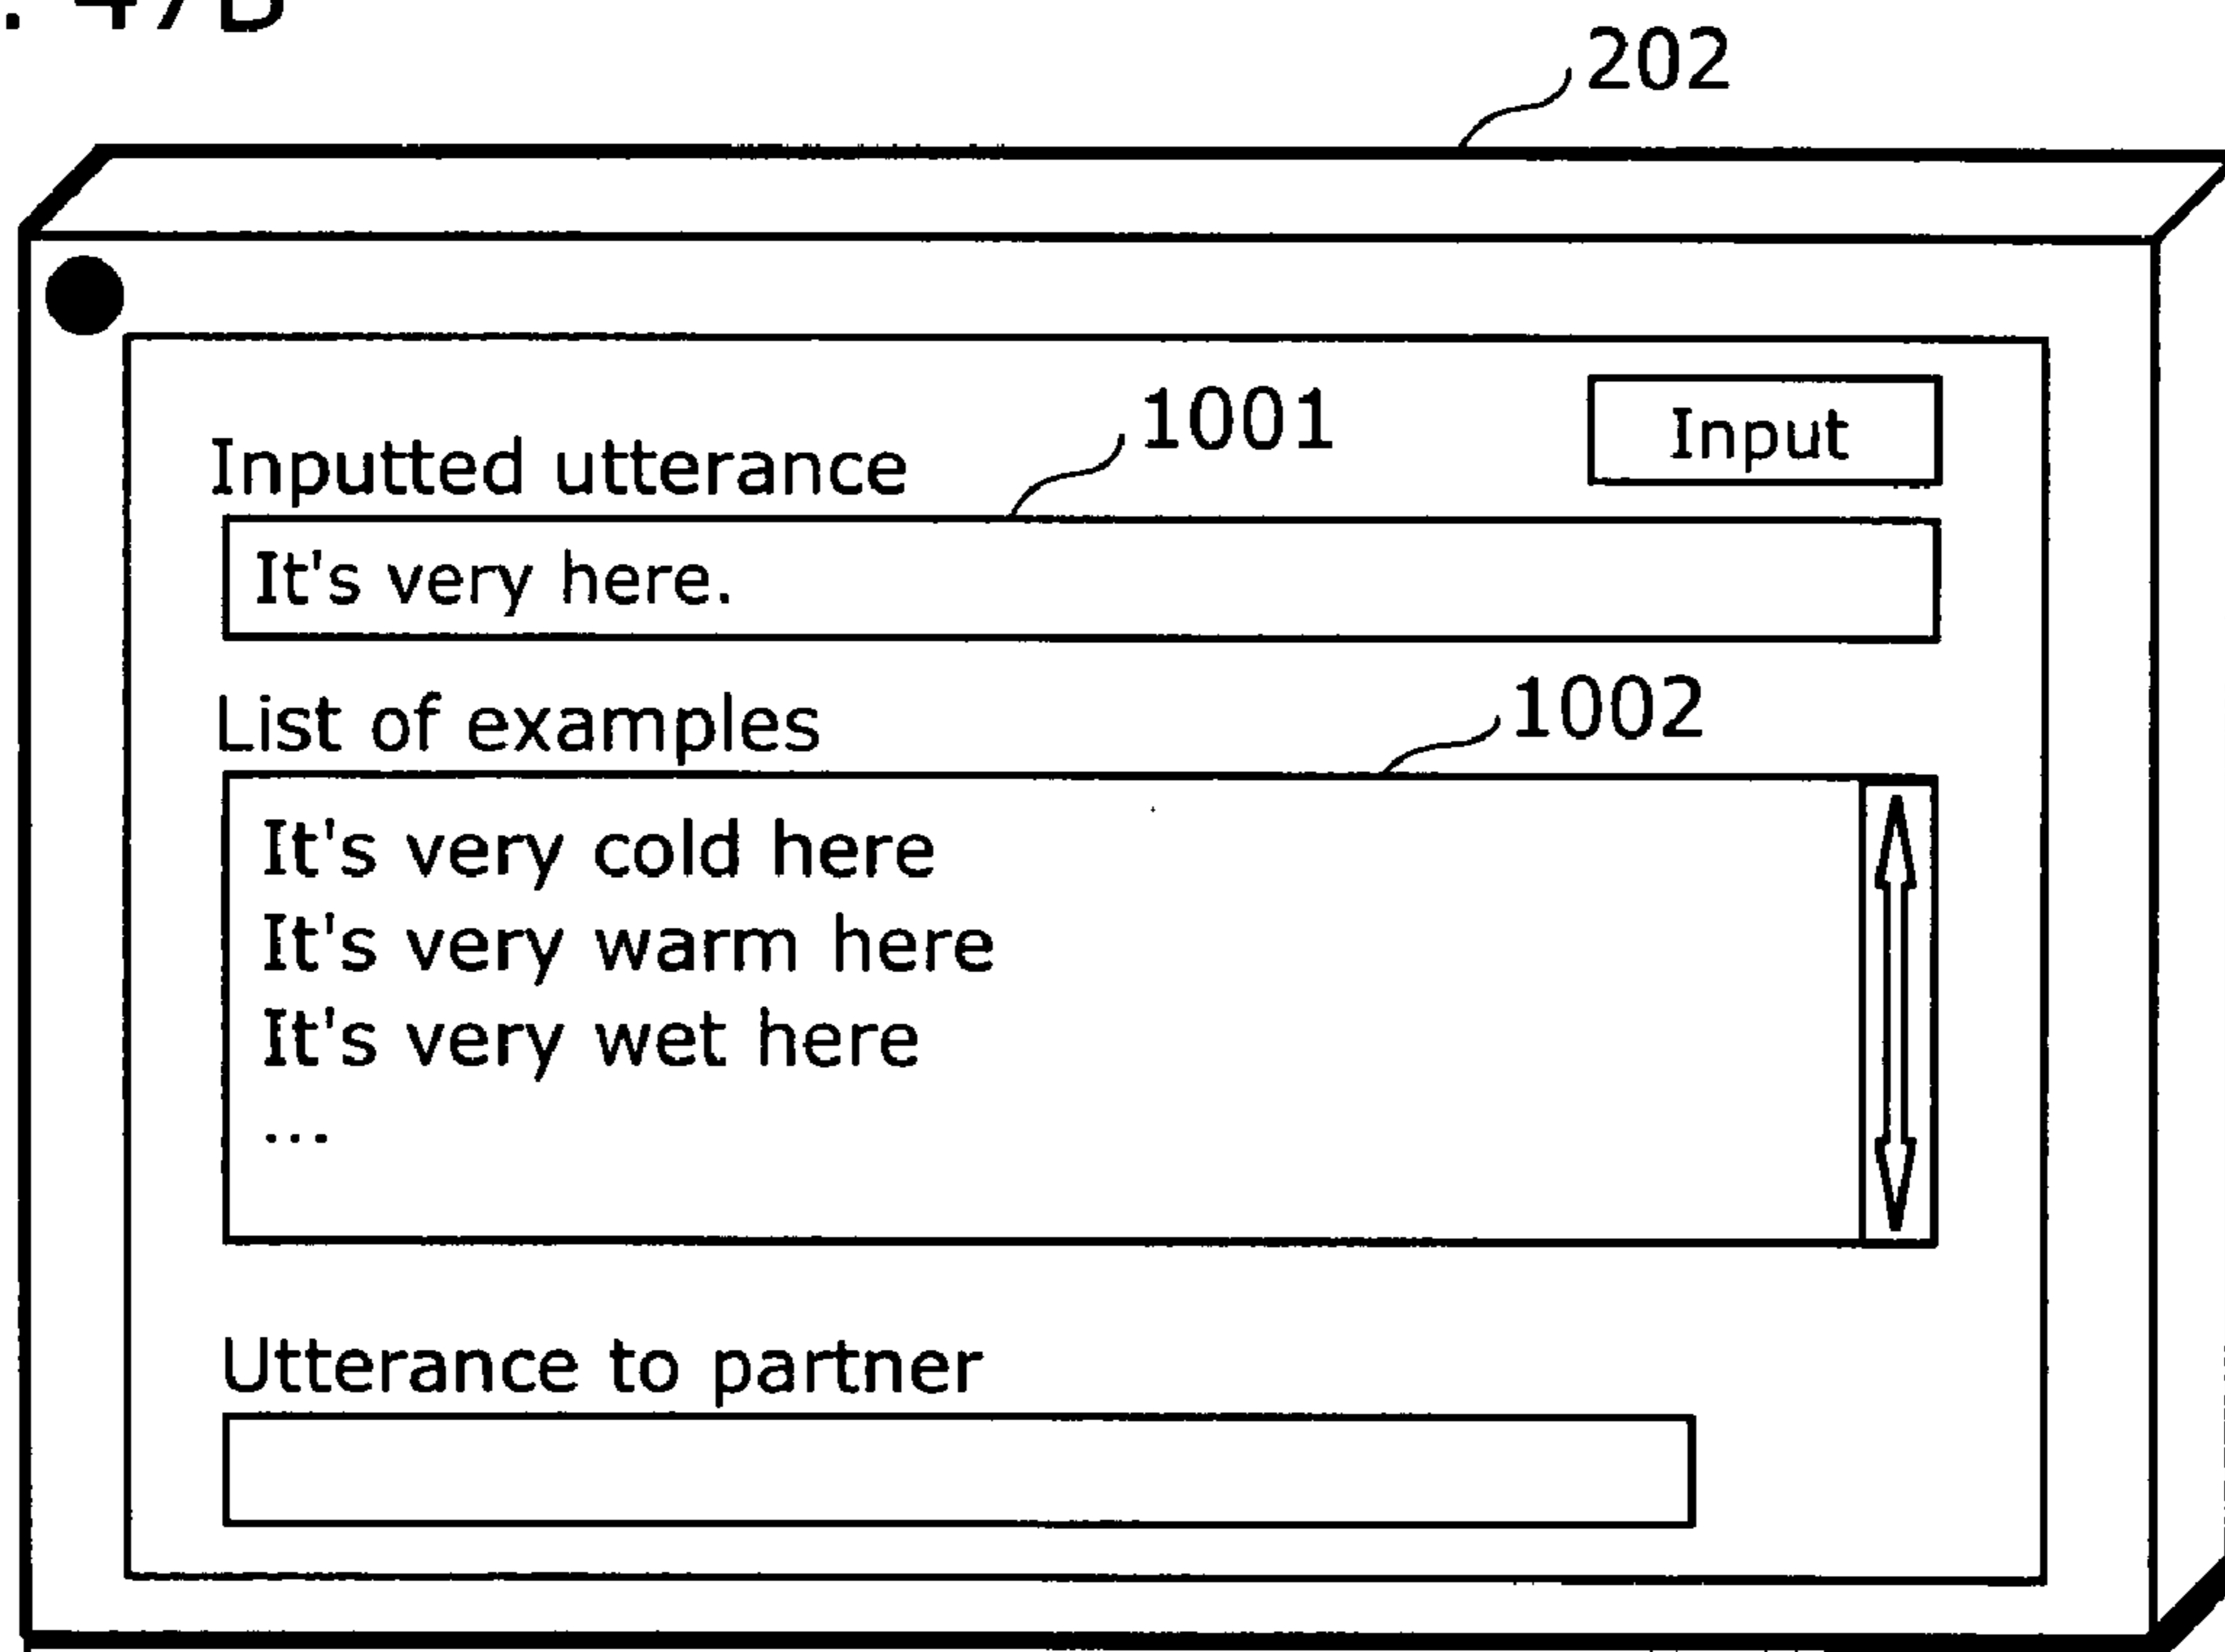 . 47B
202
1001
Input
Inputted utterance
It's very here.
1002
List of examples
It's very cold here
It's very warm here
It's very wet here
...
Utterance to partner